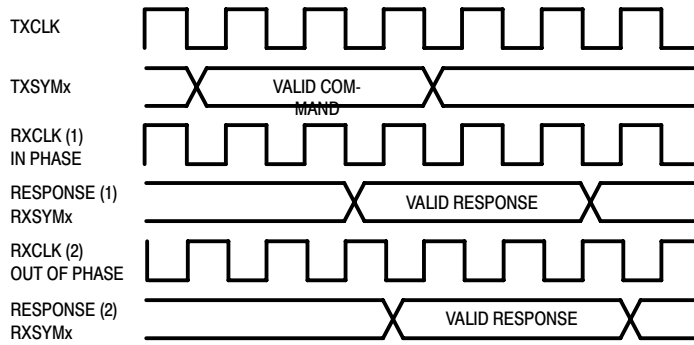 TXCLK
TXSYMx
VALID COM-
MAND
RXCLK (1)
IN PHASE
RESPONSE (1)
RXSYMx
VALID RESPONSE
RXCLK (2)
OUT OF PHASE
RESPONSE (2)
RXSYMx
VALID RESPONSE